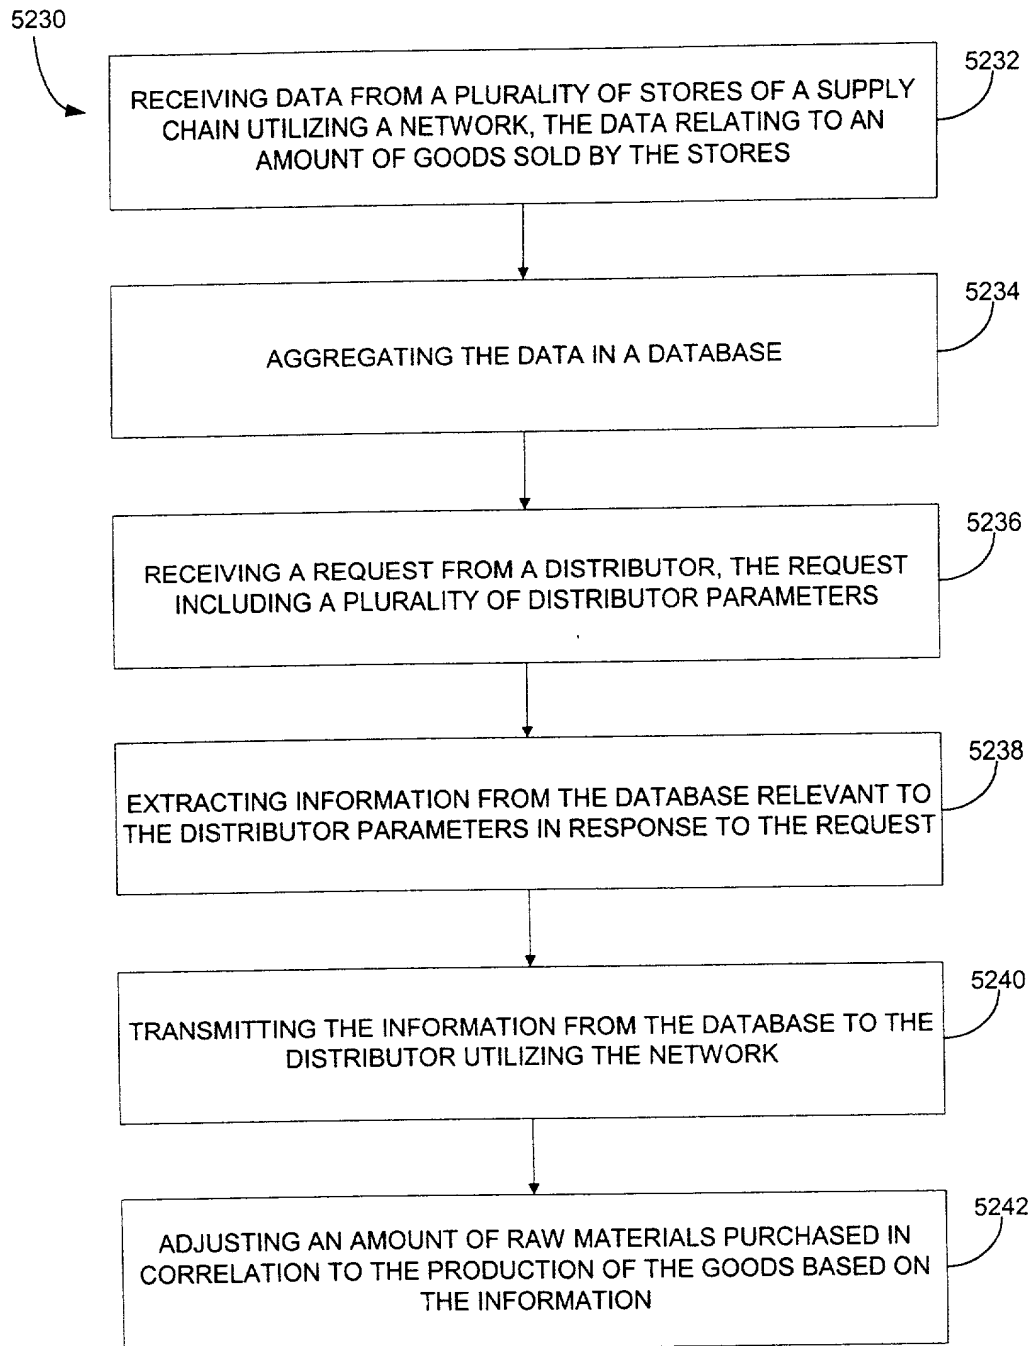 5230
5232
RECEIVING DATA FROM A PLURALITY OF STORES OF A SUPPLY
CHAIN UTILIZING A NETWORK, THE DATA RELATING TO AN
AMOUNT OF GOODS SOLD BY THE STORES
5234
AGGREGATING THE DATA IN A DATABASE
5236
RECEIVING A REQUEST FROM A DISTRIBUTOR, THE REQUEST
INCLUDING A PLURALITY OF DISTRIBUTOR PARAMETERS
5238
EXTRACTING INFORMATION FROM THE DATABASE RELEVANT TO
THE DISTRIBUTOR PARAMETERS IN RESPONSE TO THE REQUEST
5240
TRANSMITTING THE INFORMATION FROM THE DATABASE TO THE
DISTRIBUTOR UTILIZING THE NETWORK
5242
ADJUSTING AN AMOUNT OF RAW MATERIALS PURCHASED IN
CORRELATION TO THE PRODUCTION OF THE GOODS BASED ON
THE INFORMATION